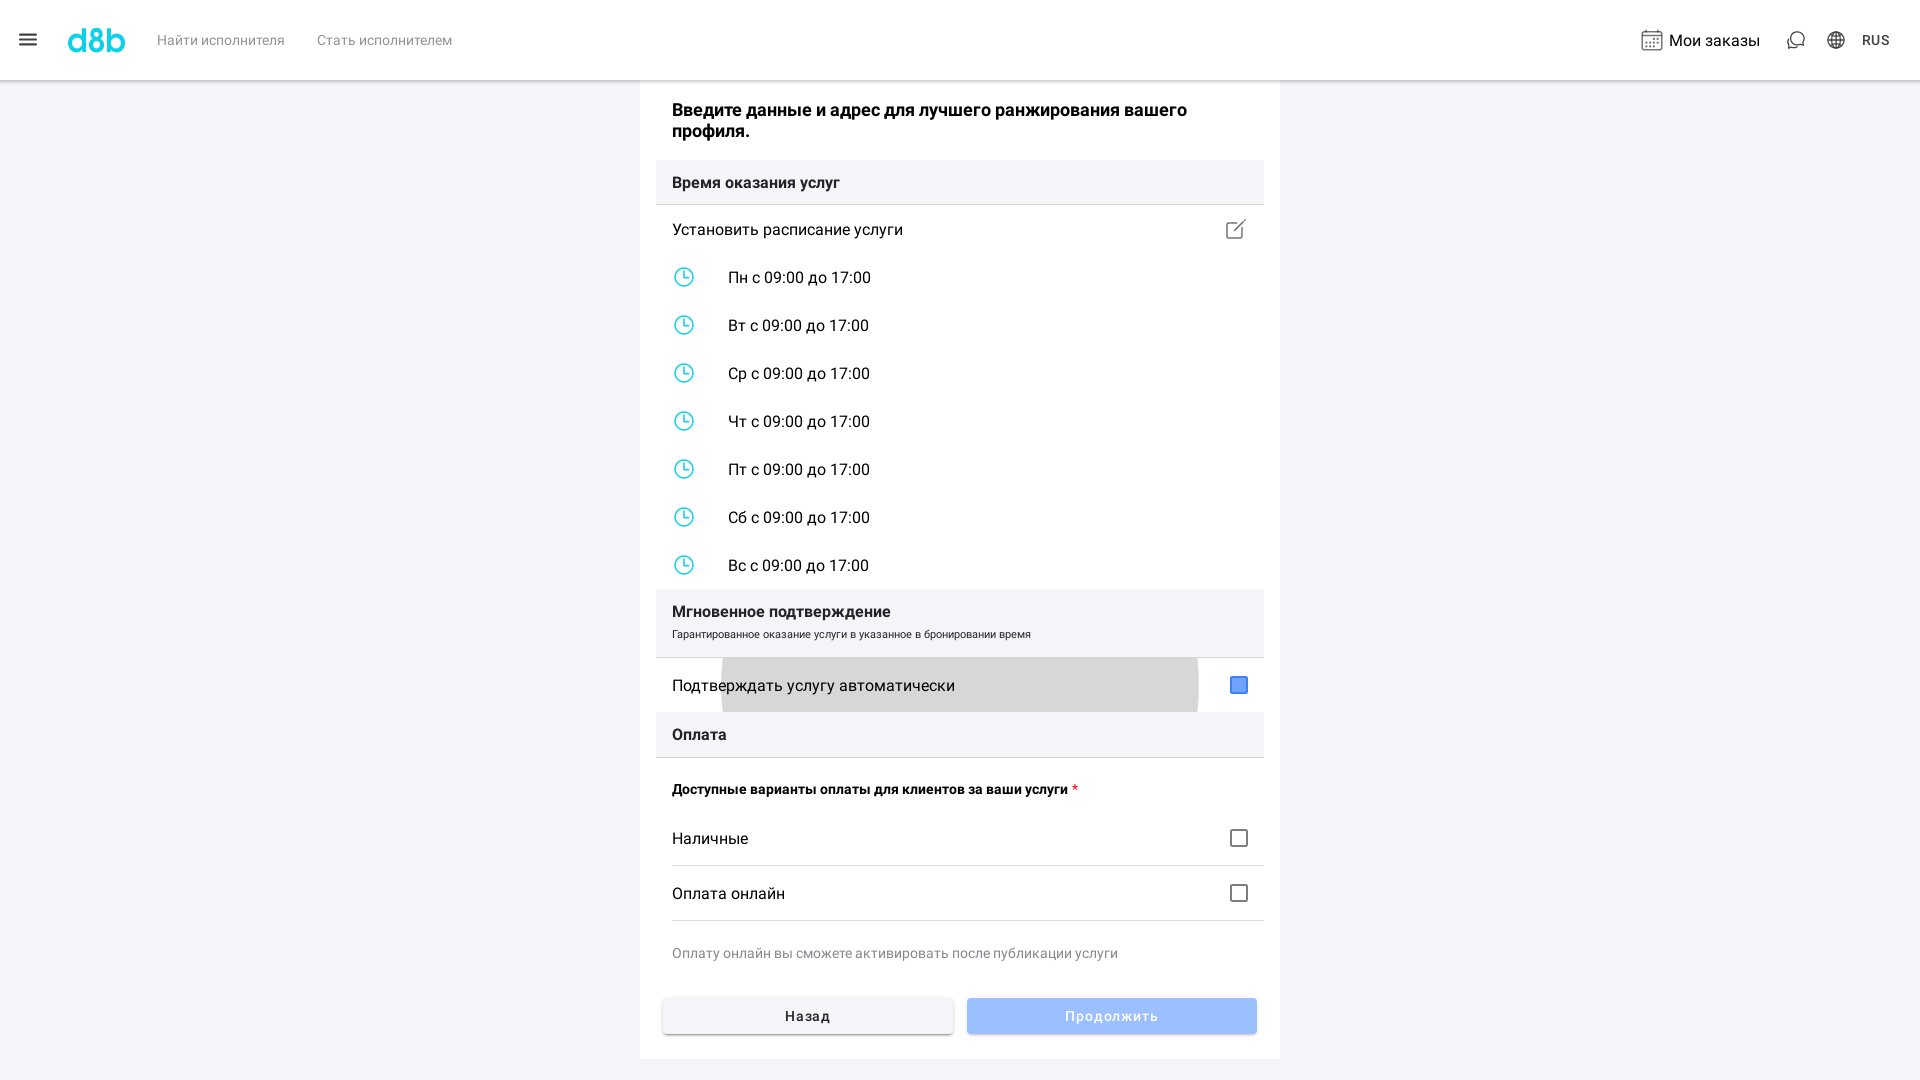 d8b
Найти исполнителя
Стать исполнителем
Мои заказы
RUS
Введите данные и адрес для лучшего ранжирования вашего
профиля.
Время оказания услуг
Установить расписание услуги
Пн с 09:00 до 17:00
Вт с 09:00 до 17:00
Ср с 09:00 до 17:00
Чт с 09:00 до 17:00
Пт с 09:00 до 17:00
Сб с 09:00 до 17:00
Вс с 09:00 до 17:00
Мгновенное подтверждение
Гарантированное оказание услуги в указанное в бронировании время
Подтверждать услугу автоматически
Оплата
Доступные варианты оплаты для клиентов за ваши услуги *
Наличные
Оплата онлайн
Оплату онлайн вы сможете активировать после публикации услуги
Назад
Продолжить